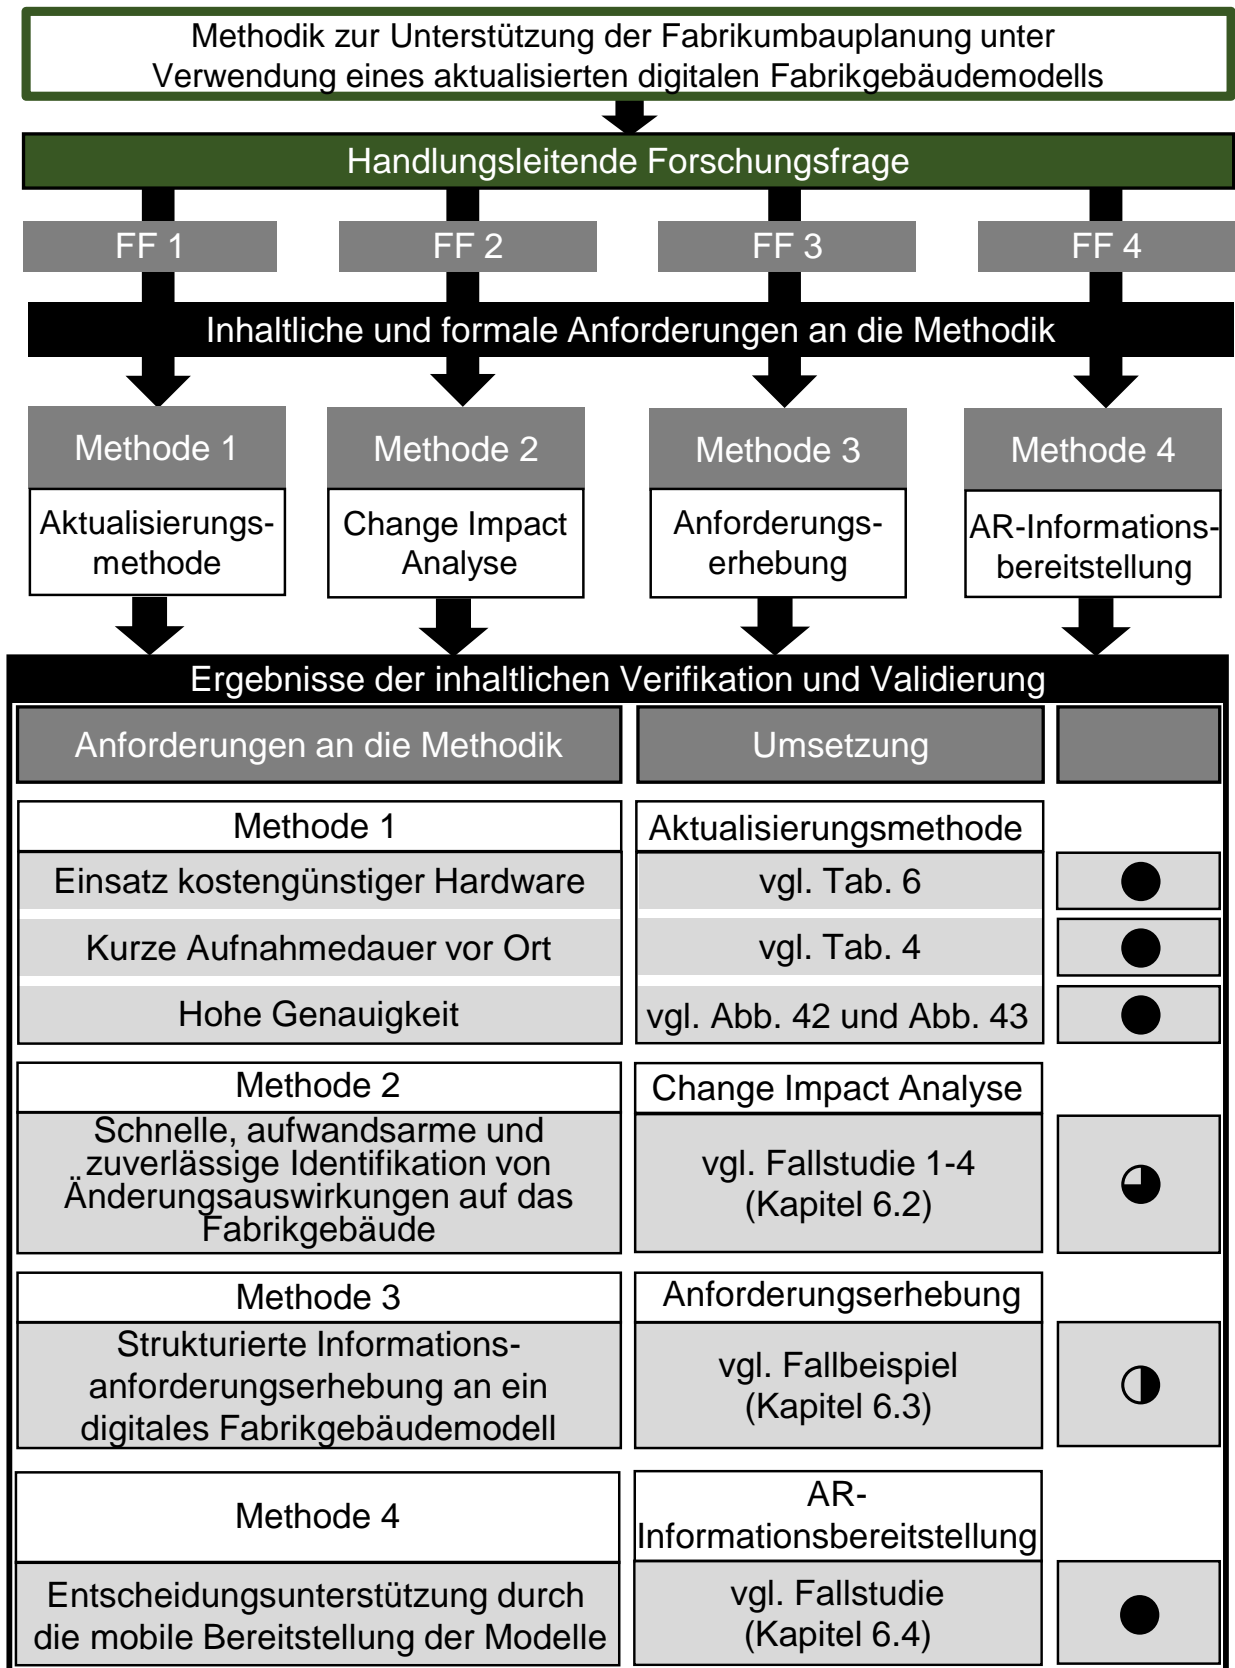 Methodik zur Unterstützung der Fabrikumbauplanung unter
Verwendung eines aktualisierten digitalen Fabrikgebäudemodells
Handlungsleitende Forschungsfrage
FF 1
FF 2
FF 3
FF 4
Inhaltliche und formale Anforderungen an die Methodik
Methode 1
Methode 2
Methode 3
Methode 4
Aktualisierungs-
methode
Change Impact
Analyse
Anforderungs-
erhebung
AR-Informations-
bereitstellung
Ergebnisse der inhaltlichen Verifikation und Validierung
Anforderungen an die Methodik
Umsetzung
Methode 1
Aktualisierungsmethode
Einsatz kostengünstiger Hardware
vgl. Tab. 6
Kurze Aufnahmedauer vor Ort
vgl. Tab. 4
Hohe Genauigkeit
vgl. Abb. 42 und Abb. 43
Methode 2
Change Impact Analyse
Schnelle, aufwandsarme und
zuverlässige Identifikation von
Änderungsauswirkungen auf das
Fabrikgebäude
vgl. Fallstudie 1-4
(Kapitel 6.2)
Methode 3
Anforderungserhebung
Strukturierte Informations-
anforderungserhebung an ein
digitales Fabrikgebäudemodell
vgl. Fallbeispiel
(Kapitel 6.3)
Methode 4
AR-
Informationsbereitstellung
Entscheidungsunterstützung durch
die mobile Bereitstellung der Modelle
vgl. Fallstudie
(Kapitel 6.4)